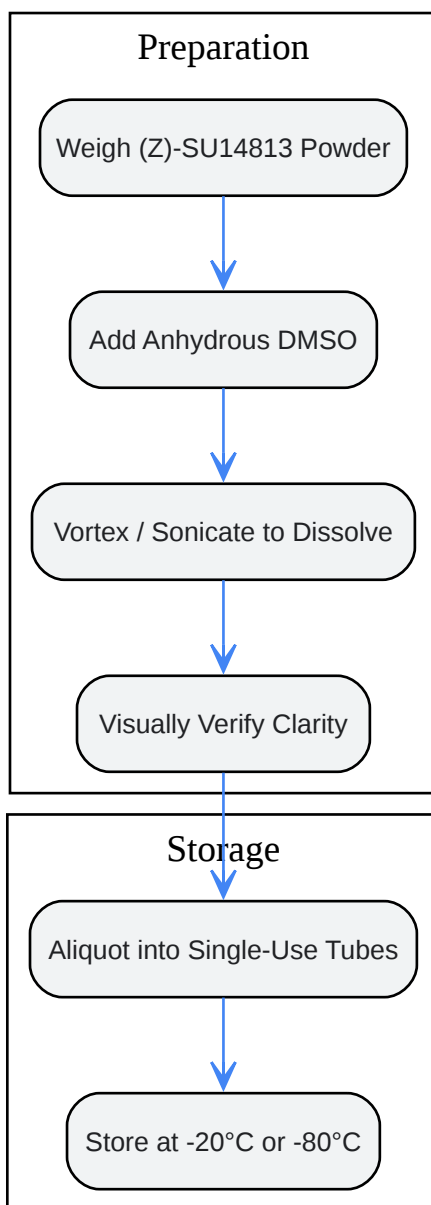 Preparation
Weigh (Z)-SU14813 Powder
Add Anhydrous DMSO
Vortex / Sonicate to Dissolve
Visually Verify Clarity
Storage
Aliquot into Single-Use Tubes
Store at -20°C or -80°C